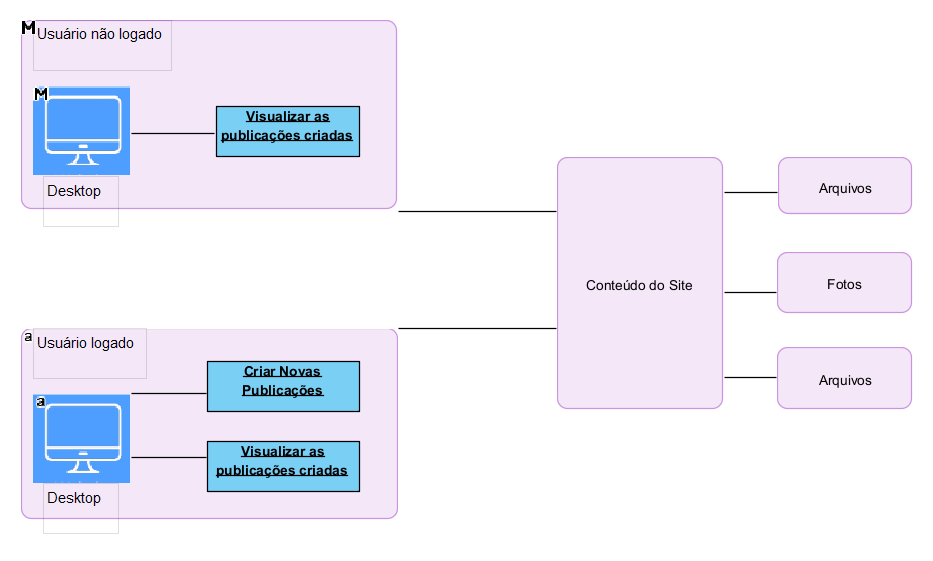 M
Usuário não logado
M
Visualizar as
publicações criadas
Desktop
a
Usuário logado
Criar Novas
Publicações
a
Visualizar as
publicações criadas
Desktop
Conteúdo do Site
Arquivos
Fotos
Arquivos